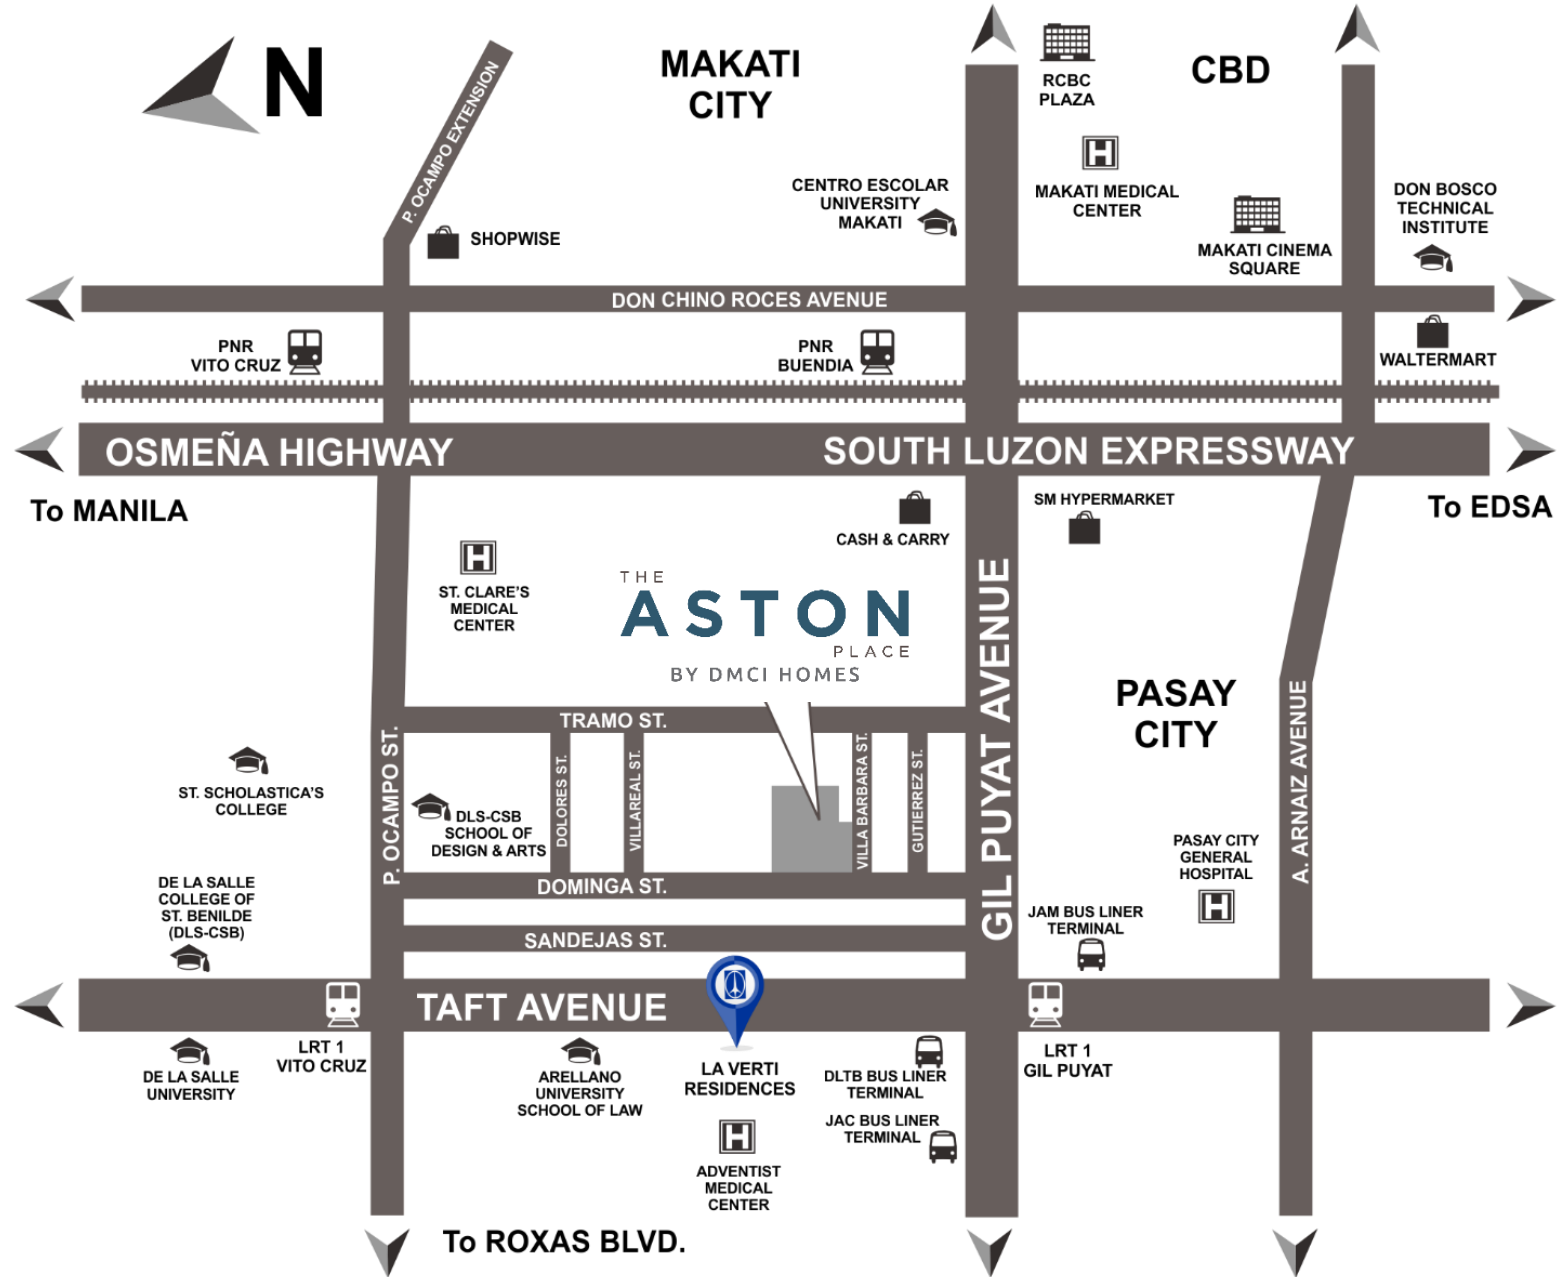 N
MAKATI
CITY
CBD
RCBC
PLAZA
P. OCAMPO EXTENSION
SHOPWISE
CENTRO ESCOLAR
UNIVERSITY
MAKATI
MAKATI MEDICAL
CENTER
MAKATI CINEMA
SQUARE
DON BOSCO
TECHNICAL
INSTITUTE
DON CHINO ROCES AVENUE
PNR
VITO CRUZ
PNR
BUENDIA
WALTERMART
OSMEÑA HIGHWAY
SOUTH LUZON EXPRESSWAY
To MANILA
To EDSA
CASH & CARRY
SM HYPERMARKET
H
ST. CLARE'S
MEDICAL
CENTER
THE
ASTON
PLACE
BY DMCI HOMES
GIL PUYAT AVENUE
PASAY
CITY
A. ARNAIZ AVENUE
TRAMO ST.
P. OCAMPO ST.
DOLORES ST.
VILLAREAL ST.
VILLA BARBARA ST.
GUTIERREZ ST.
ST. SCHOLASTICA'S
COLLEGE
DLS-CSB
SCHOOL OF
DESIGN & ARTS
DOMINGA ST.
SANDEJAS ST.
DE LA SALLE
COLLEGE OF
ST. BENILDE
(DLS-CSB)
PASAY CITY
GENERAL
HOSPITAL
H
JAM BUS LINER
TERMINAL
TAFT AVENUE
LRT 1
VITO CRUZ
DE LA SALLE
UNIVERSITY
ARELLANO
UNIVERSITY
SCHOOL OF LAW
LA VERTI
RESIDENCES
DLTB BUS LINER
TERMINAL
JAC BUS LINER
TERMINAL
LRT 1
GIL PUYAT
H
ADVENTIST
MEDICAL
CENTER
To ROXAS BLVD.
H